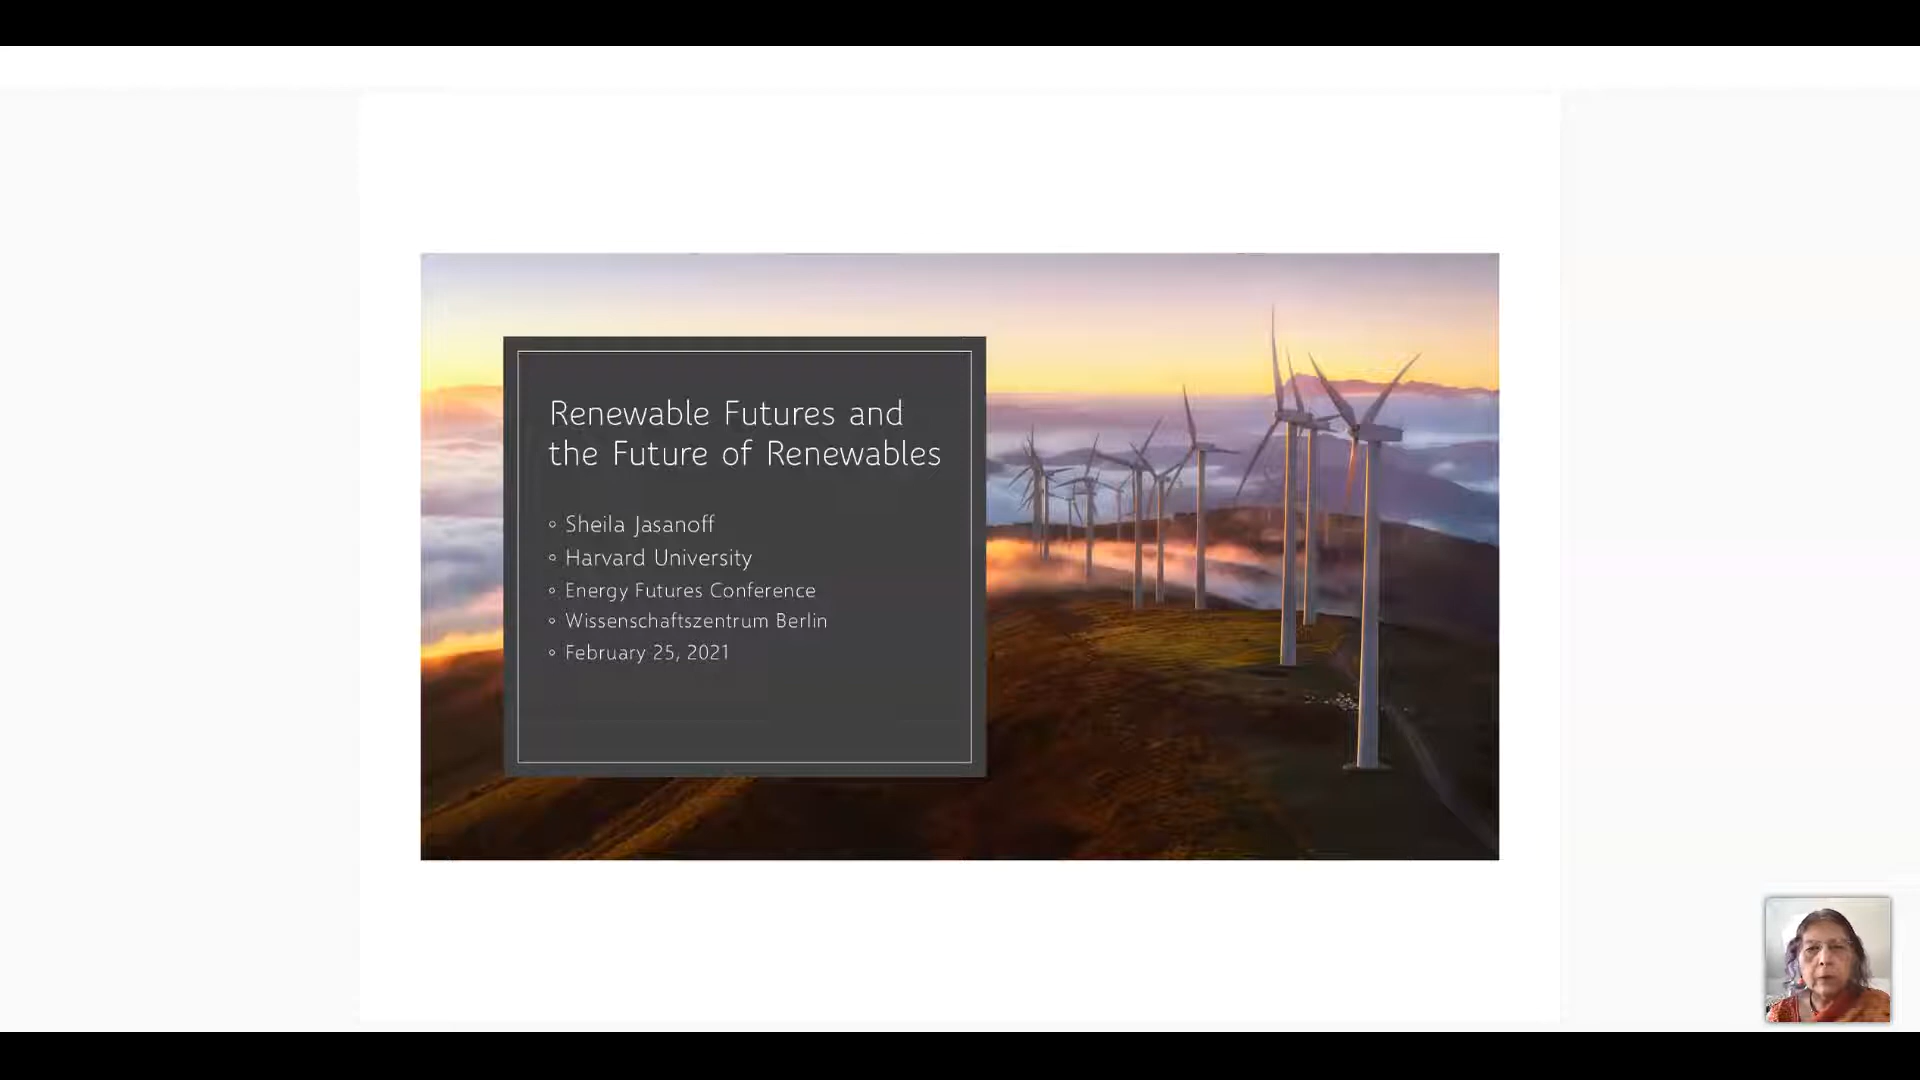 Renewable Futures and
the Future of Renewables
◦ Sheila Jasanoff
◦ Harvard University
◦ Energy Futures Conference
◦ Wissenschaftszentrum Berlin
◦ February 25, 2021